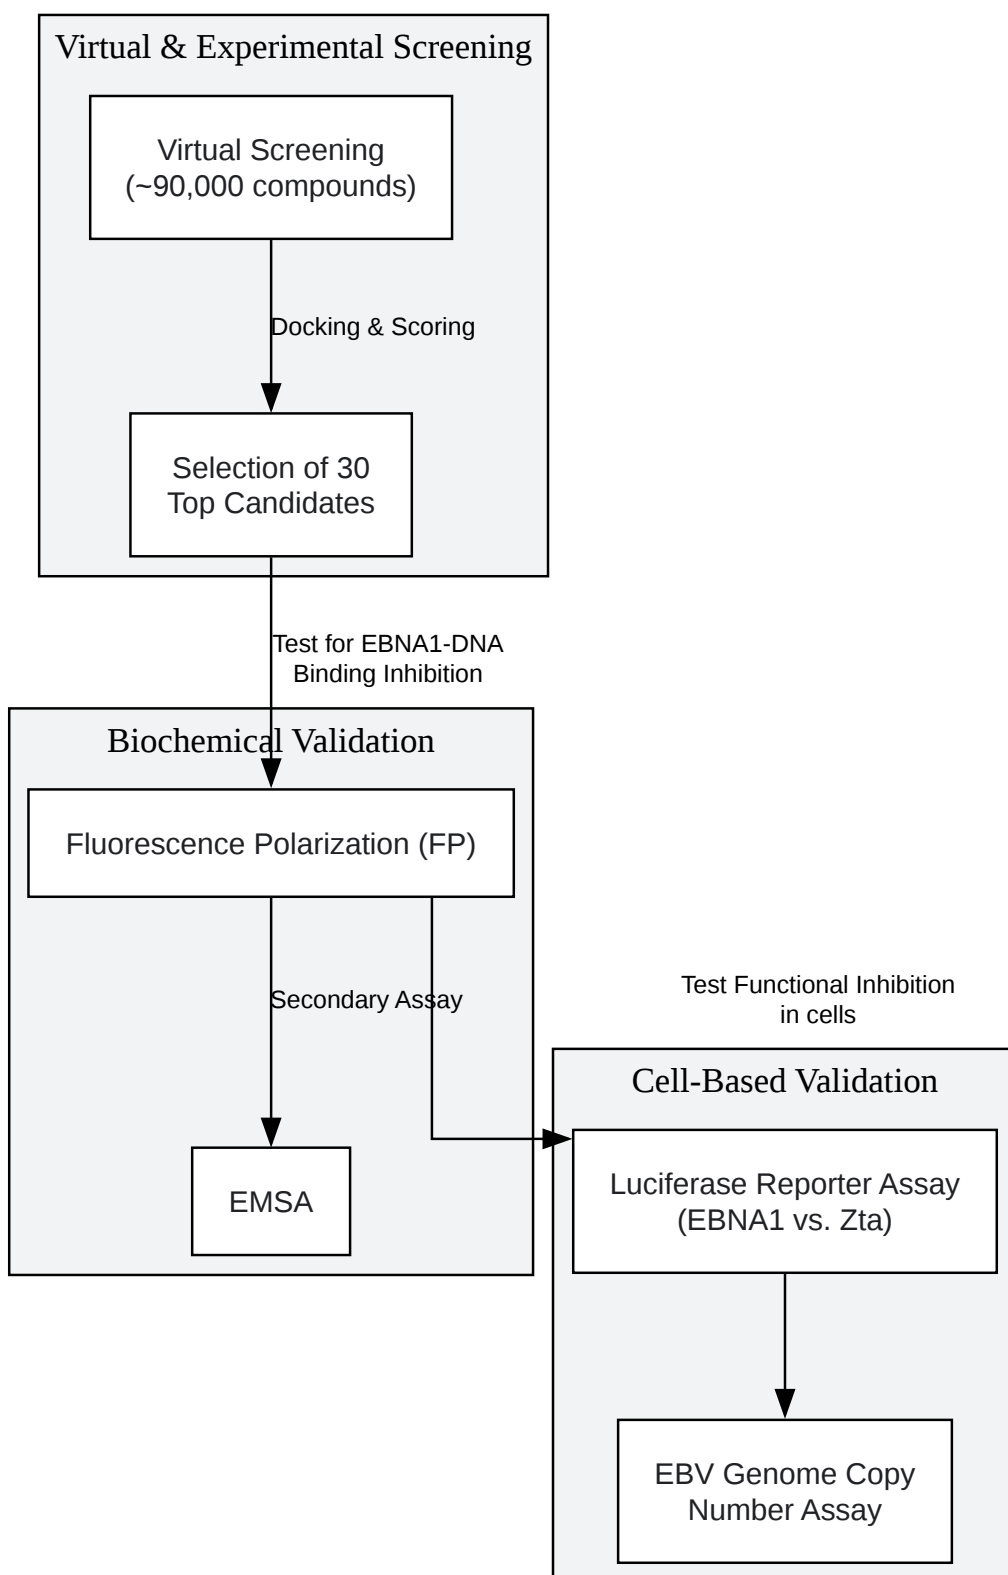 Virtual & Experimental Screening
Virtual Screening
(~90,000 compounds)
Docking & Scoring
Selection of 30
Top Candidates
Test for EBNA1-DNA
Binding Inhibition
Biochemical Validation
Fluorescence Polarization (FP)
Secondary Assay
EMSA
Test Functional Inhibition
in cells
Cell-Based Validation
Luciferase Reporter Assay
(EBNA1 vs. Zta)
EBV Genome Copy
Number Assay